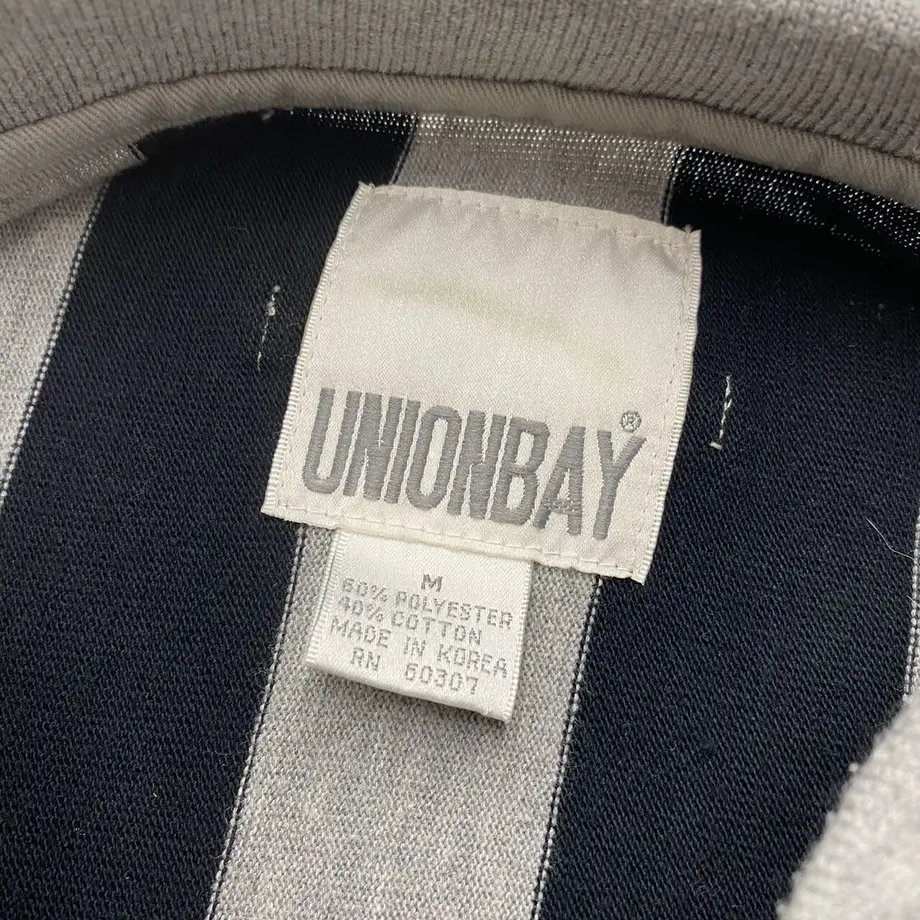 UNIONBAY®
M
60% POLYESTER
40% COTTON
MADE IN KOREA
RN 60307